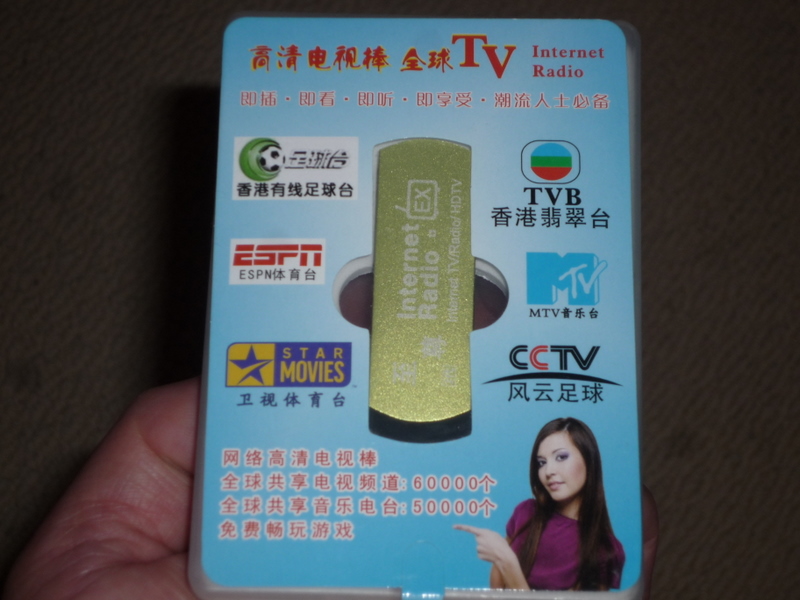 高清电视棒 全球TV Internet Radio
即插·即看·即听·即享受·潮流人士必备
全球台
香港有线足球台
TVB
香港翡翠台
ESPN
ESPN体育台
MTV
MTV音乐台
STAR MOVIES
卫视体育台
CCTV
风云足球
Internet Radio
EX
Internet TV/Radio/HDTV
网络高清电视棒
全球共享电视频道:60000个
全球共享音乐电台:50000个
免费畅玩游戏